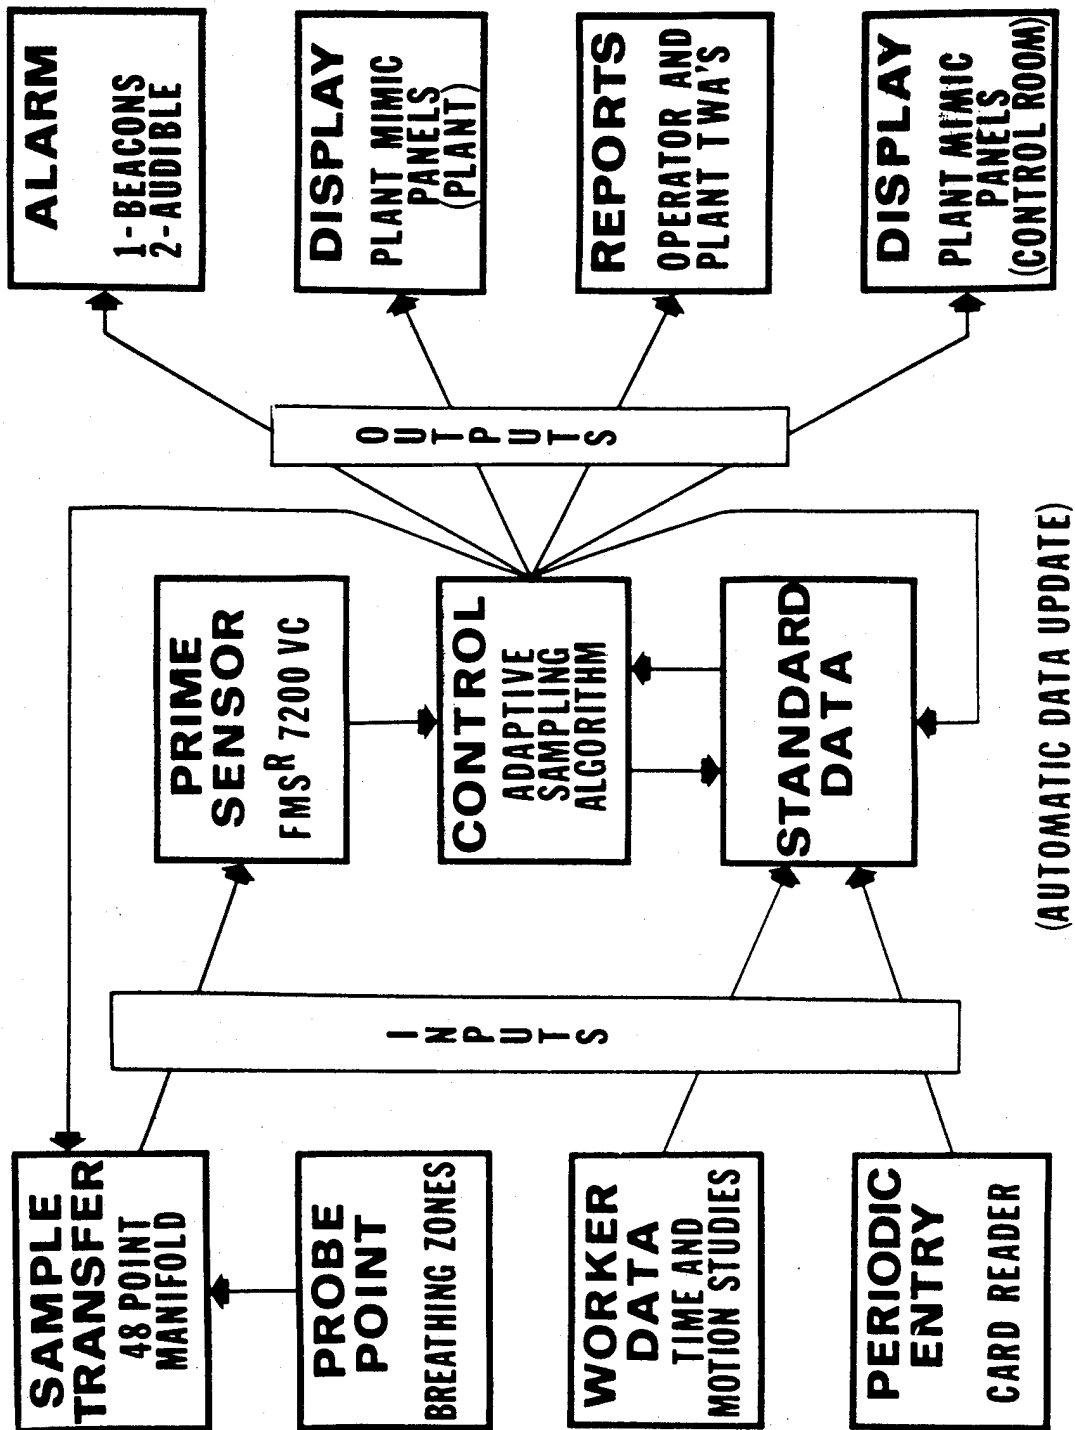 SAMPLE
TRANSFER
48 POINT
MANIFOLD
PROBE
POINT
BREATHING ZONES
WORKER
DATA
TIME AND
MOTION STUDIES
PERIODIC
ENTRY
CARD READER
INPUTS
PRIME
SENSOR
FMSR 7200 VC
CONTROL
ADAPTIVE
SAMPLING
ALGORITHM
STANDARD
DATA
(AUTOMATIC DATA UPDATE)
OUTPUTS
ALARM
1-BEACONS
2-AUDIBLE
DISPLAY
PLANT MIMIC
PANELS
(PLANT)
REPORTS
OPERATOR AND
PLANT TWA'S
DISPLAY
PLANT MIMIC
PANELS
(CONTROL ROOM)